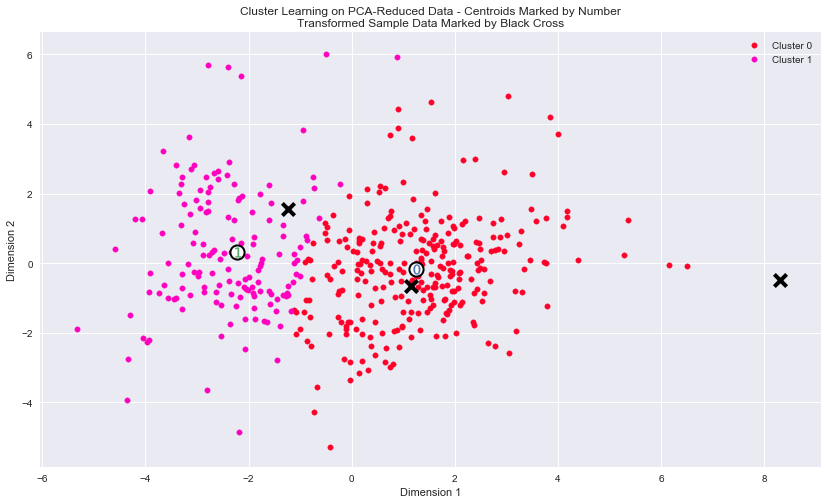 Cluster Learning on PCA-Reduced Data - Centroids Marked by Number
Transformed Sample Data Marked by Black Cross
Cluster 0
Cluster 1
Dimension 2
6
4
2
0
−2
−4
1
0
−6
−4
−2
0
2
4
6
8
Dimension 1